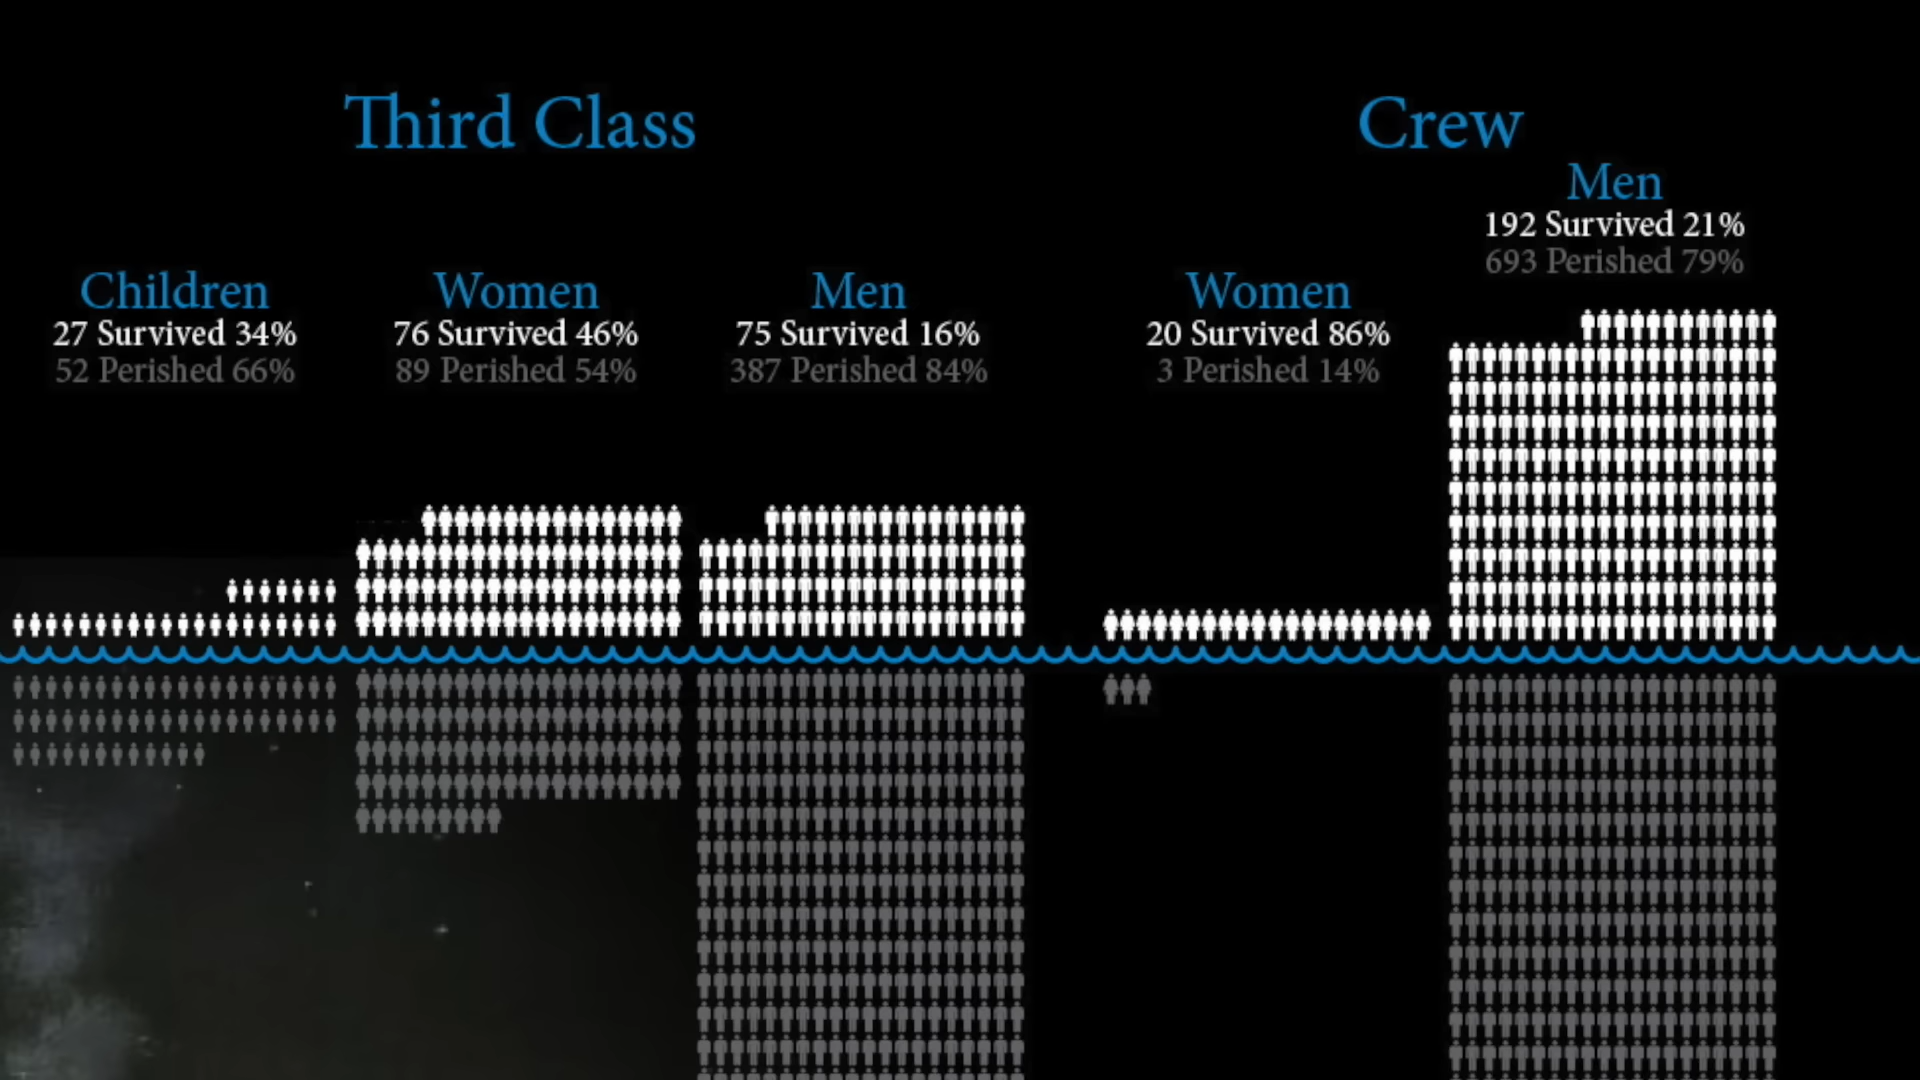 Third Class
Crew
Children
27 Survived 34%
52 Perished 66%
Women
76 Survived 46%
89 Perished 54%
Men
75 Survived 16%
387 Perished 84%
Women
20 Survived 86%
3 Perished 14%
Men
192 Survived 21%
693 Perished 79%